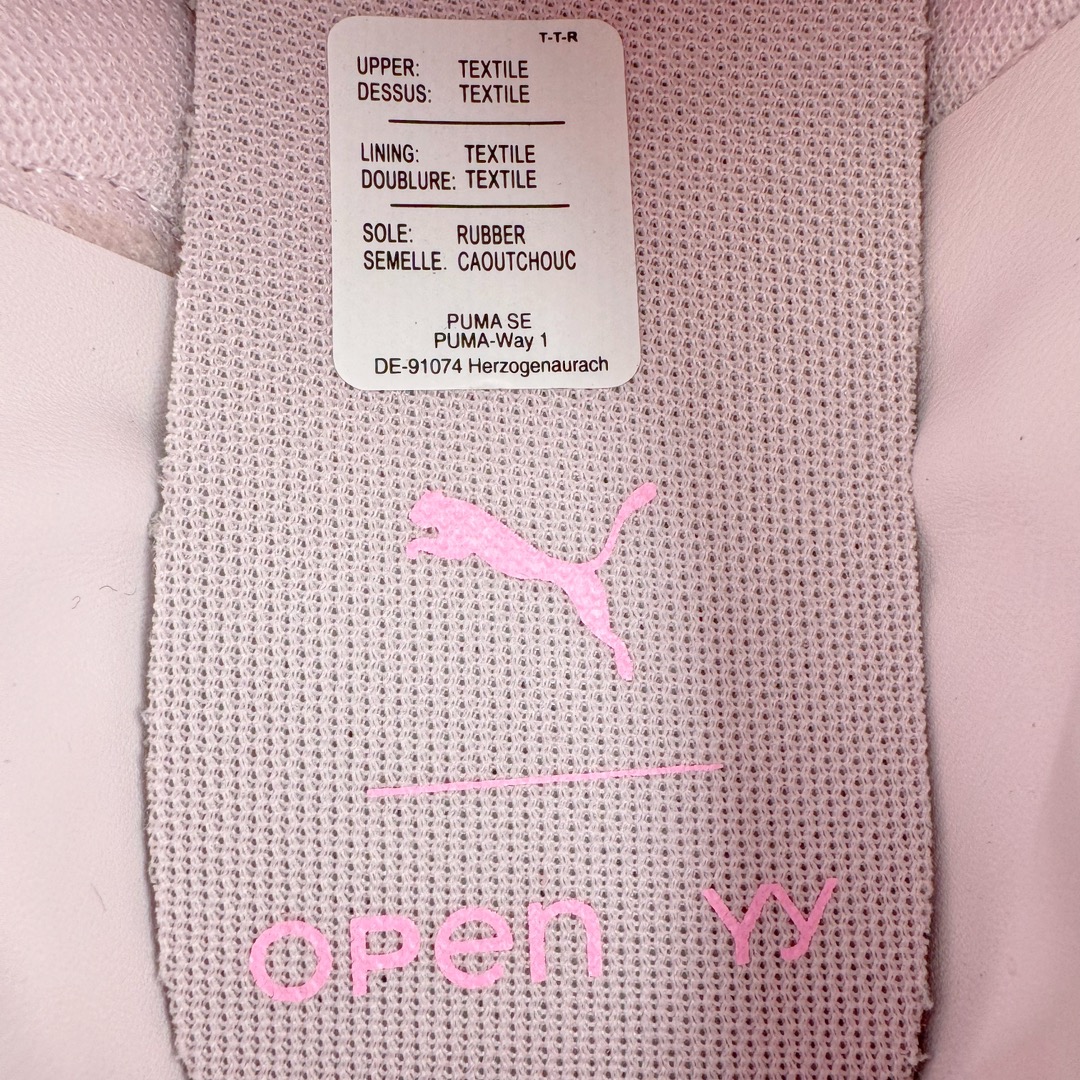 T-T-R
UPPER: TEXTILE
DESSUS: TEXTILE
LINING: TEXTILE
DOUBLURE: TEXTILE
SOLE: RUBBER
SEMELLE. CAOUTCHOUC
PUMA SE
PUMA-Way 1
DE-91074 Herzogenaurach
open YY